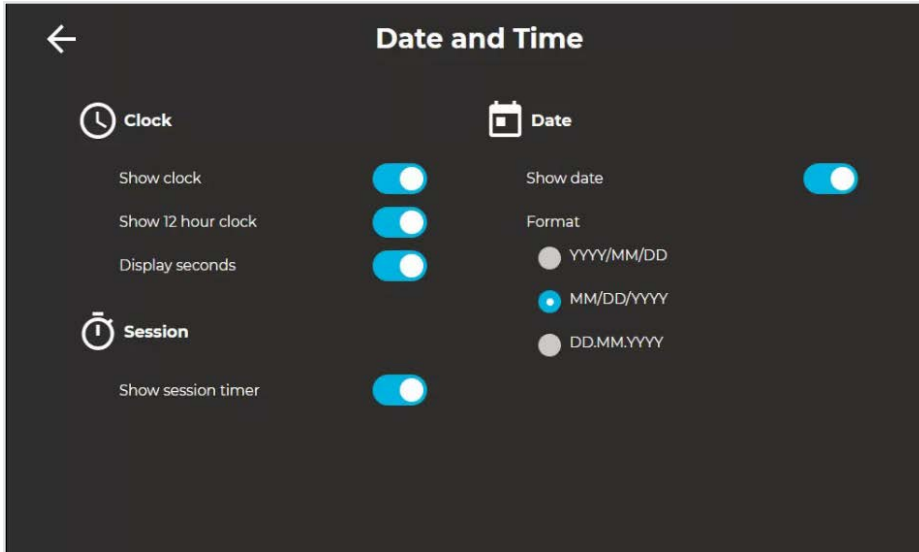 Date and Time
Clock
Show clock
Show 12 hour clock
Display seconds
Session
Show session timer
Date
Show date
Format
YYYY/MM/DD
MM/DD/YYYY
DD.MM.YYYY